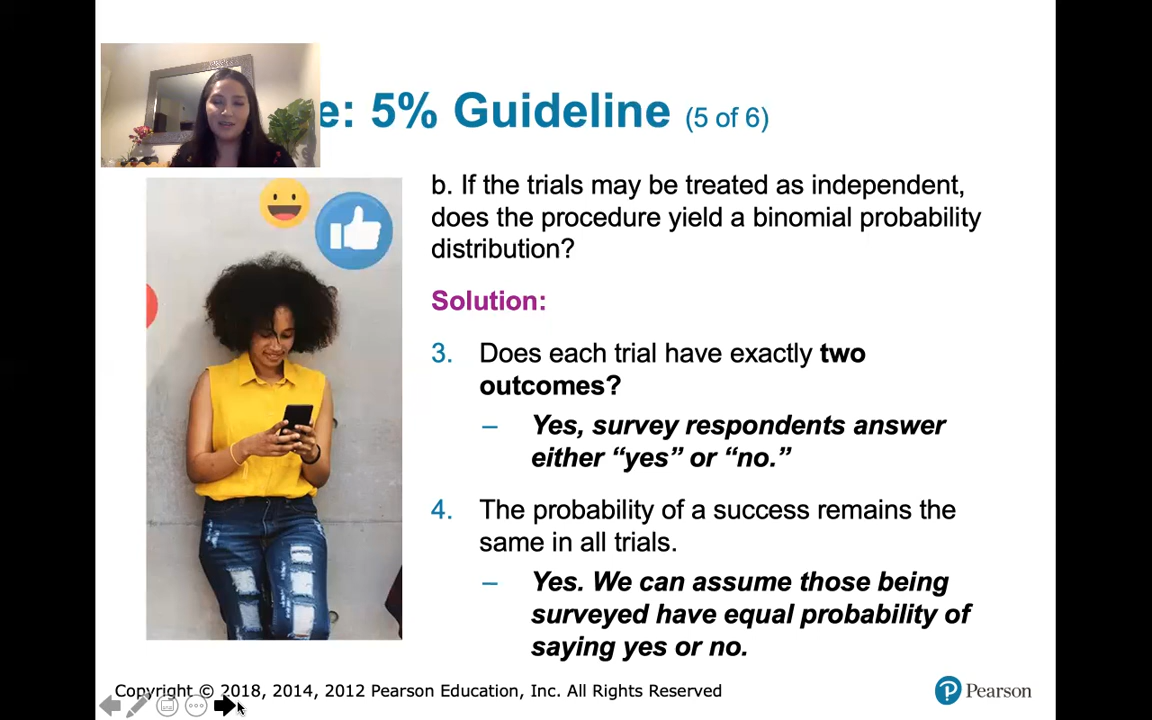 e: 5% Guideline (5 of 6)
b. If the trials may be treated as independent,
does the procedure yield a binomial probability
distribution?
Solution:
3. Does each trial have exactly two
outcomes?
– Yes, survey respondents answer
either “yes” or “no.”
4. The probability of a success remains the
same in all trials.
– Yes. We can assume those being
surveyed have equal probability of
saying yes or no.
Copyright © 2018, 2014, 2012 Pearson Education, Inc. All Rights Reserved
P Pearson